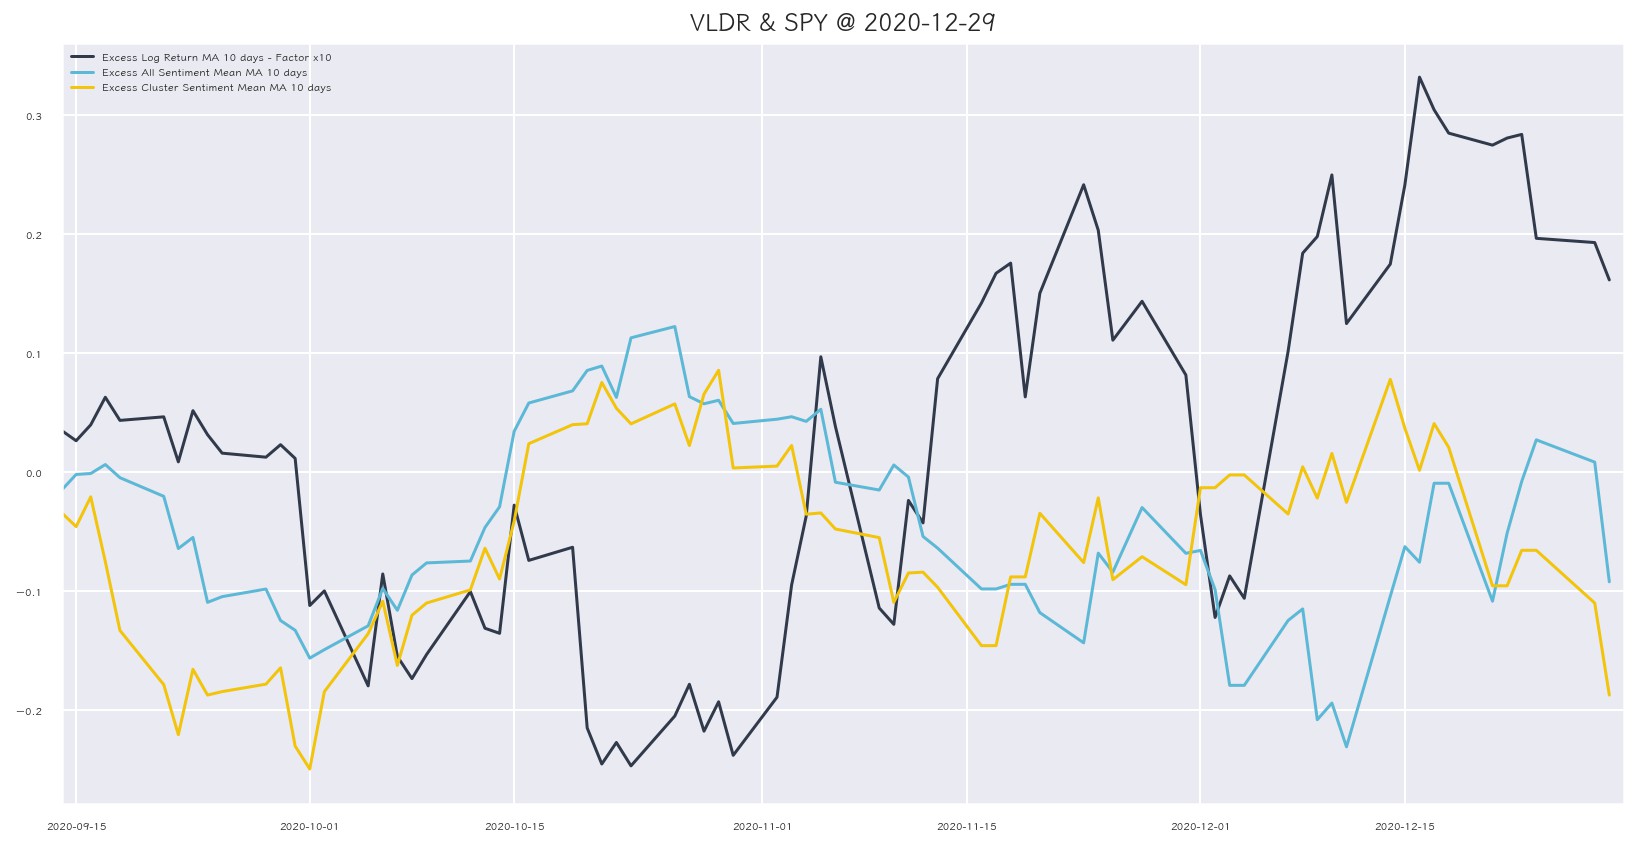 VLDR & SPY @ 2020-12-29
Excess Log Return MA 10 days - Factor x10
Excess All Sentiment Mean MA 10 days
Excess Cluster Sentiment Mean MA 10 days
0.3
0.2
0.1
0.0
−0.1
−0.2
2020-09-15 2020-10-01 2020-10-15 2020-11-01 2020-11-15 2020-12-01 2020-12-15